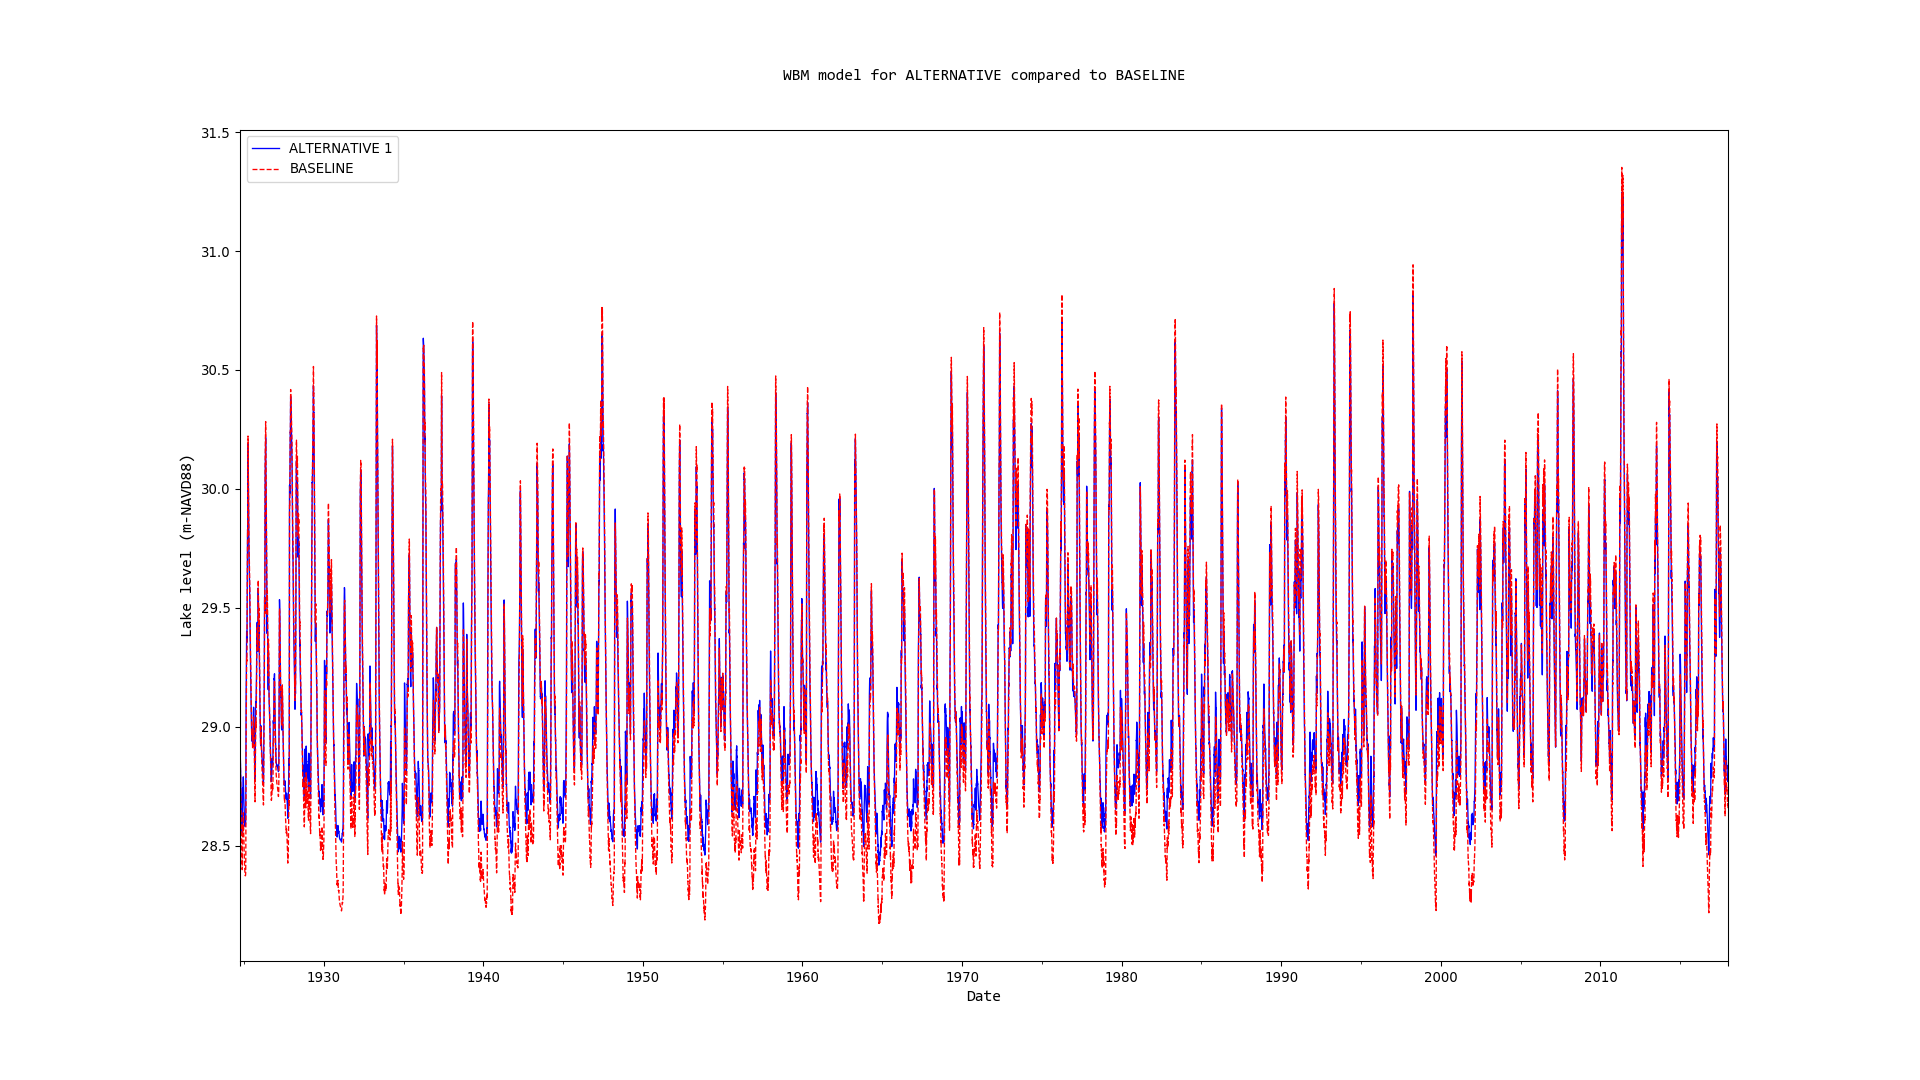 WBM model for ALTERNATIVE compared to BASELINE
31.5
ALTERNATIVE 1
BASELINE
31.0
30.5
30.0
29.5
29.0
28.5
Lake level (m-NAVD88)
1930 1940 1950 1960 1970 1980 1990 2000 2010
Date